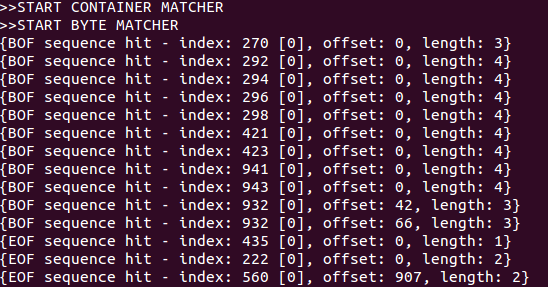 >>START CONTAINER MATCHER
>>START BYTE MATCHER
{BOF sequence hit - index: 270 [0], offset: 0, length: 3}
{BOF sequence hit - index: 292 [0], offset: 0, length: 4}
{BOF sequence hit - index: 294 [0], offset: 0, length: 4}
{BOF sequence hit - index: 296 [0], offset: 0, length: 4}
{BOF sequence hit - index: 298 [0], offset: 0, length: 4}
{BOF sequence hit - index: 421 [0], offset: 0, length: 4}
{BOF sequence hit - index: 423 [0], offset: 0, length: 4}
{BOF sequence hit - index: 941 [0], offset: 0, length: 4}
{BOF sequence hit - index: 943 [0], offset: 0, length: 4}
{BOF sequence hit - index: 932 [0], offset: 42, length: 3}
{BOF sequence hit - index: 932 [0], offset: 66, length: 3}
{EOF sequence hit - index: 435 [0], offset: 0, length: 1}
{EOF sequence hit - index: 222 [0], offset: 0, length: 2}
{EOF sequence hit - index: 560 [0], offset: 907, length: 2}